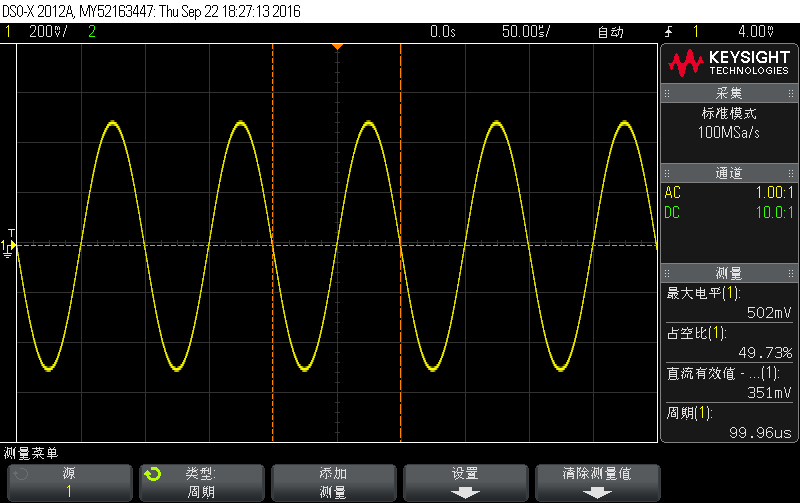 DSO-X 2012A, MY52163447: Thu Sep 22 18:27:13 2016
1 200mV/ 2 0.0s 50.00us/ 自动 1 4.00V
KEYSIGHT
TECHNOLOGIES
采集
标准模式
100MSa/s
通道
AC 1.00:1
DC 10.0:1
T
1
测量
最大电平(1):
502mV
占空比(1):
49.73%
直流有效值 - ...(1):
351mV
周期(1):
99.96us
测量菜单
源
1
类型:
周期
添加
测量
设置
清除测量值